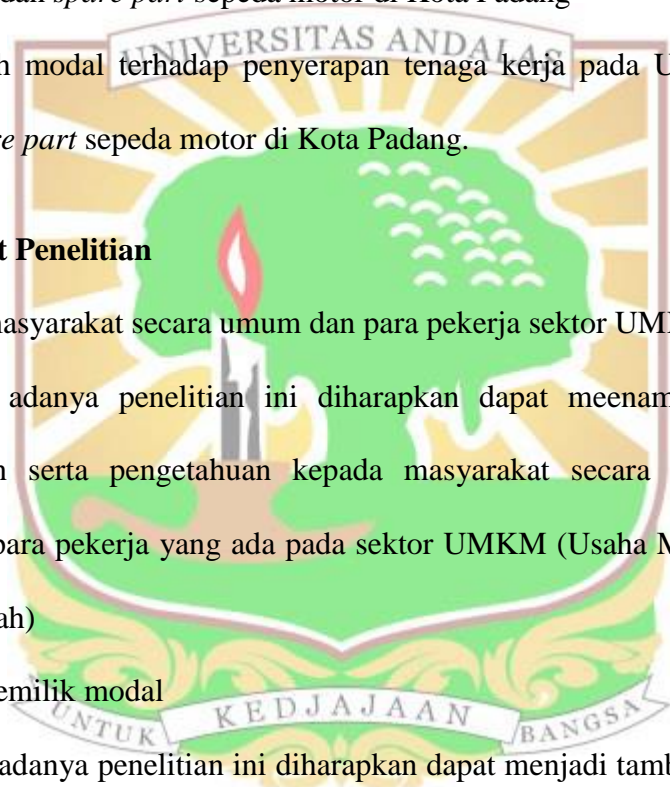 dan spare part sepeda motor di Kota Padang
UNIVERSITAS ANDALAS
modal terhadap penyerapan tenaga kerja pada
part sepeda motor di Kota Padang.
Penelitian
masyarakat secara umum dan para pekerja sektor
adanya penelitian ini diharapkan dapat meenam
serta pengetahuan kepada masyarakat secara
para pekerja yang ada pada sektor UMKM (Usaha M
ah)
emilik modal
UNTUK KEDJAJAAN BANGSA
adanya penelitian ini diharapkan dapat menjadi tamb